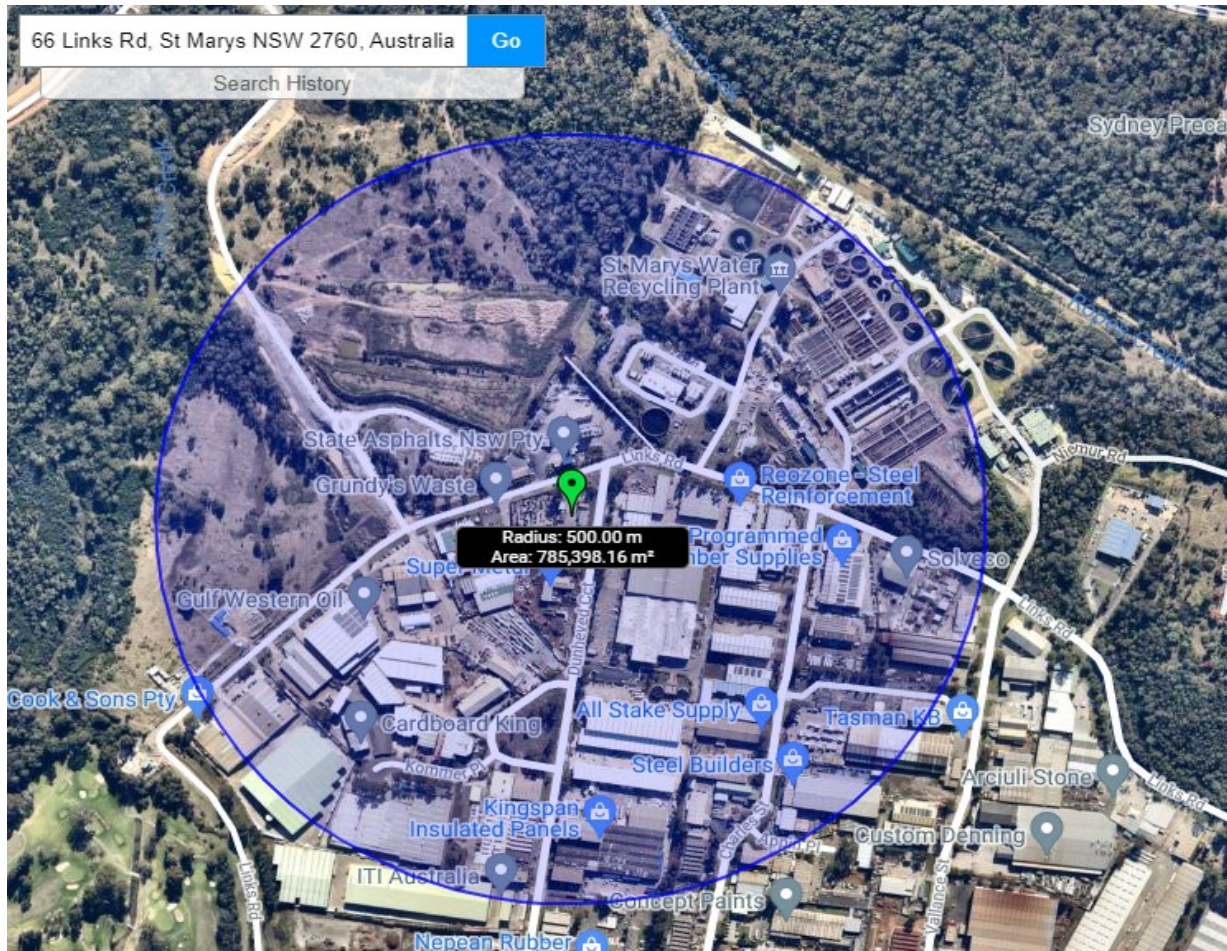 66 Links Rd, St Marys NSW 2760, Australia
Go
Search History
Sydney Preca
St Marys Water
Recycling Plant
State Asphalts Nsw Pty
Links Rd
Grundy's Waste
Reozone - Steel
Reinforcement
Nicmur Rd
Radius: 500.00 m
Area: 785,398.16 m²
Programmed
mber Supplies
Super Metal
Solveco
Gulf Western Oil
Links Rd
Dunheved Cct
Cook & Sons Pty
All Stake Supply
Tasman KB
Cardboard King
Kommer Pl
Steel Builders
Arciuli Stone
Links Rd
Kingspan
Insulated Panels
Charles St
Custom Denning
ITI Australia
Links Rd
Concept Paints
Vallance St
Nepean Rubber